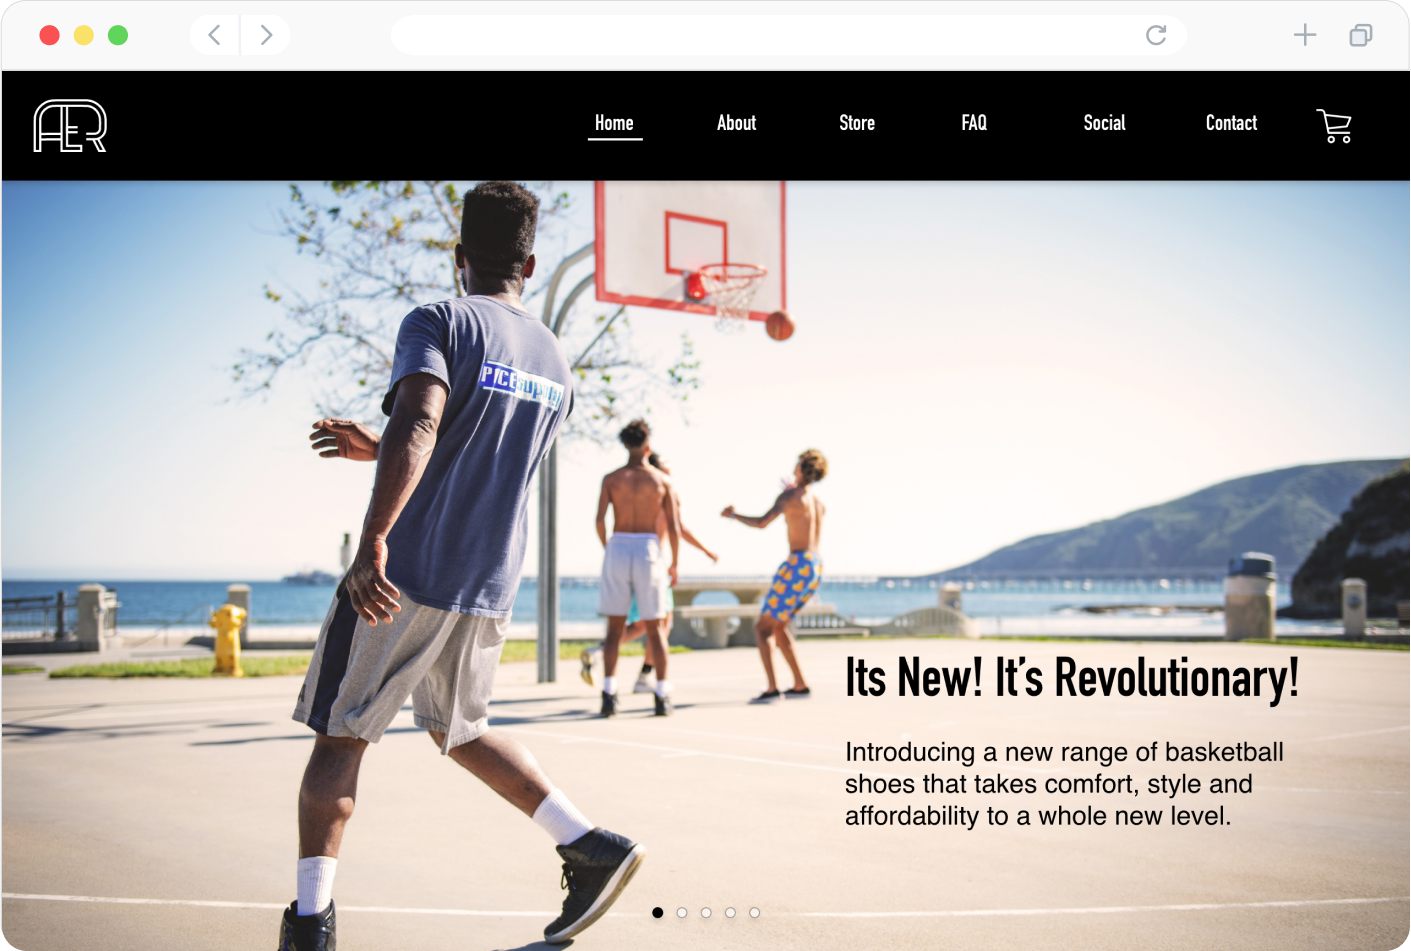 AER
Home About Store FAQ Social Contact
Its New! It’s Revolutionary!
Introducing a new range of basketball
shoes that takes comfort, style and
affordability to a whole new level.